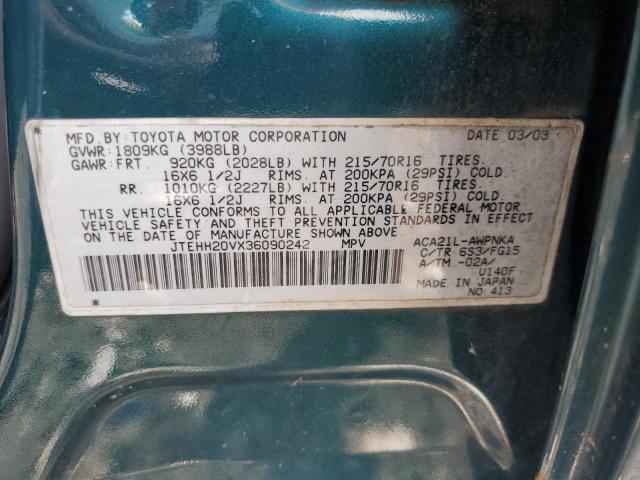 MFD. BY: TOYOTA MOTOR CORPORATION DATE 03/03
GVWR: 1809KG (3988LB)
GAWR: FRT. 920KG (2028LB) WITH 215/70R16 TIRES.
16X6 1/2J RIMS. AT 200KPA (29PSI) COLD.
RR. 1010KG (2227LB) WITH 215/70R16 TIRES.
16X6 1/2J RIMS. AT 200KPA (29PSI) COLD.
THIS VEHICLE CONFORMS TO ALL APPLICABLE FEDERAL MOTOR
VEHICLE SAFETY AND THEFT PREVENTION STANDARDS IN EFFECT
ON THE DATE OF MANUFACTURE SHOWN ABOVE.
JTEHH20VX36090242 MPV ACA21L-AWPNKA
C/TR 6S3/FG15
A/TM -02A/
U140F
MADE IN JAPAN
NO.413